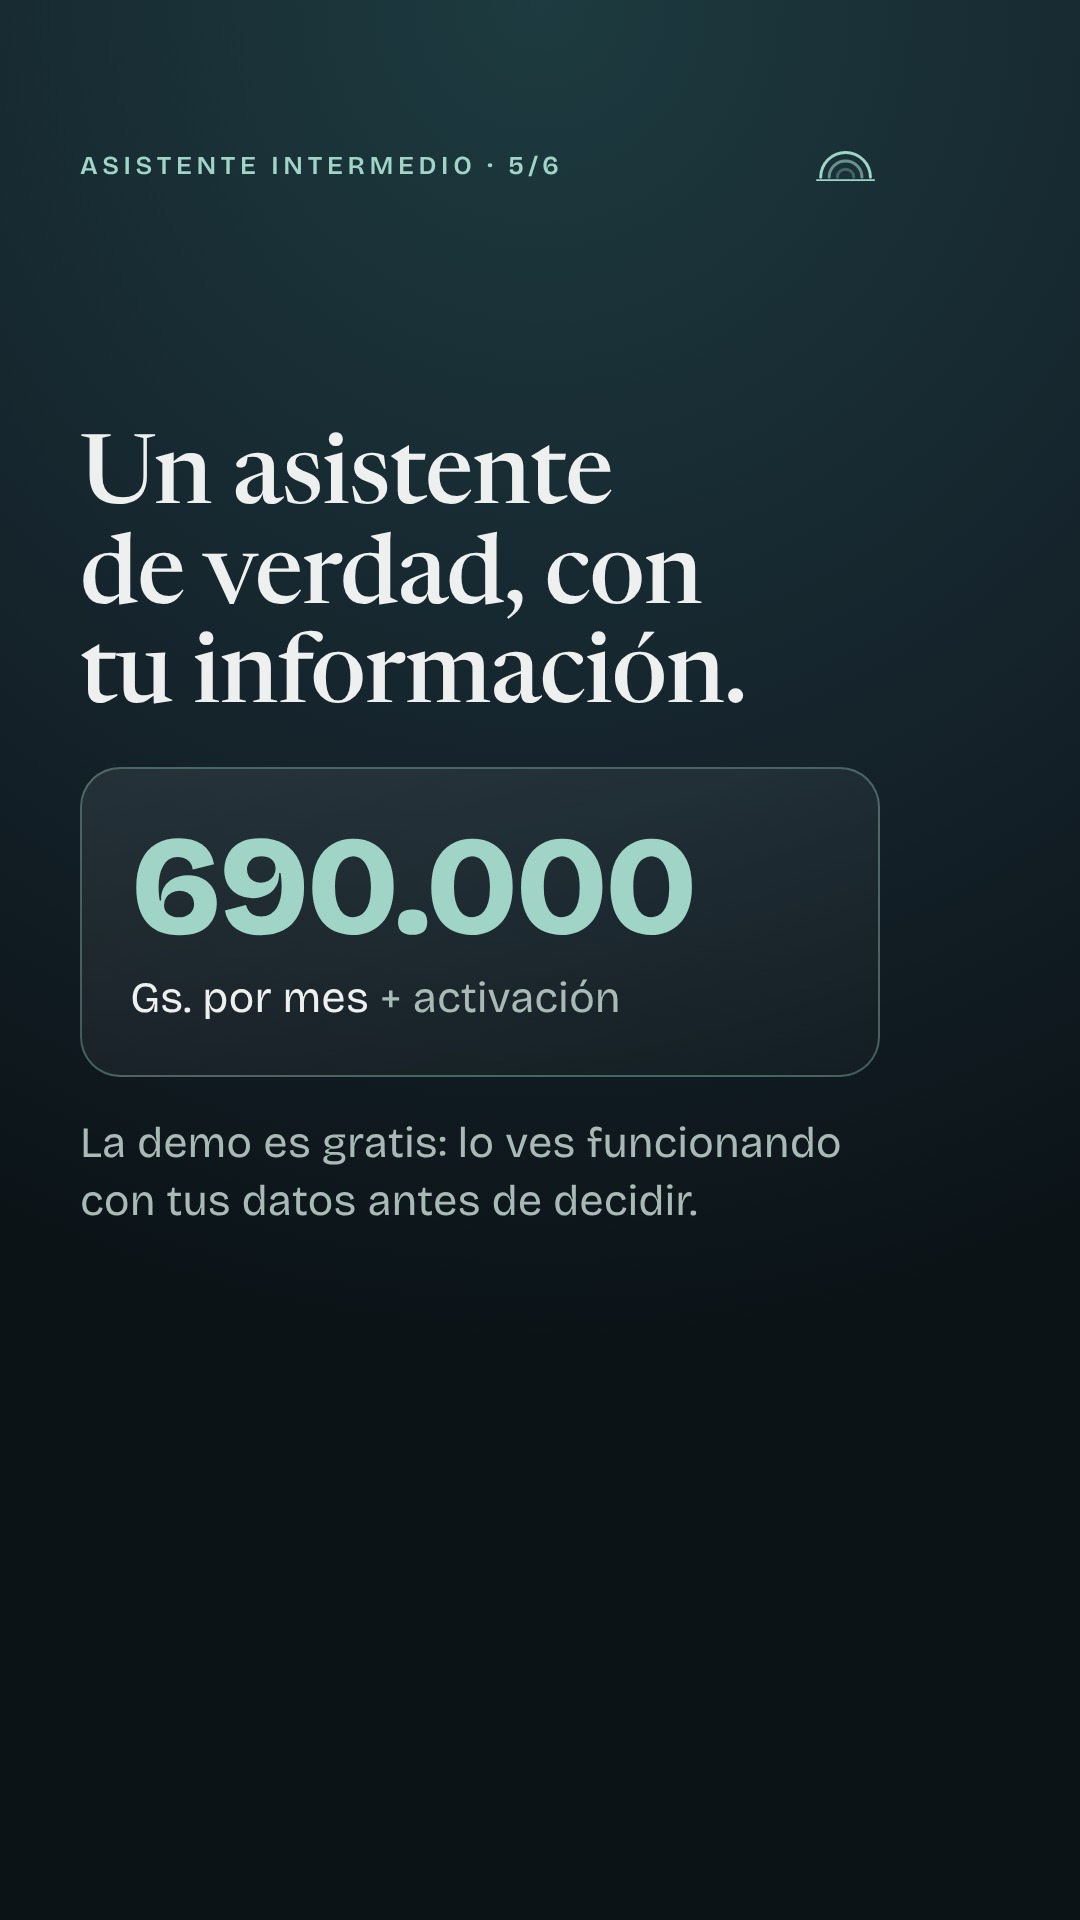 ASISTENTE INTERMEDIO · 5/6
Un asistente
de verdad, con
tu información.
690.000
Gs. por mes + activación
La demo es gratis: lo ves funcionando
con tus datos antes de decidir.